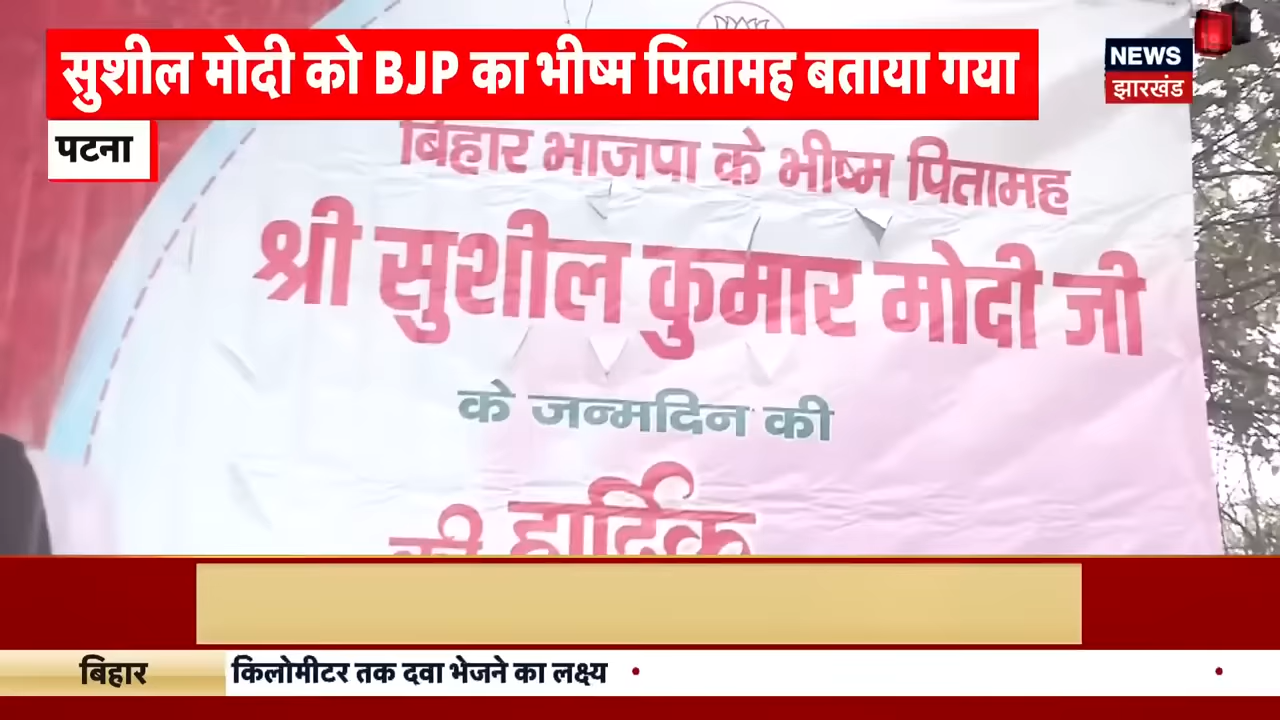 सुशील मोदी को BJP का भीष्म पितामह बताया गया
NEWS
झारखंड
पटना
बिहार भाजपा के भीष्म पितामह
श्री सुशील कुमार मोदी जी
के जन्मदिन की
की हार्दिक
बिहार
किलोमीटर तक दवा भेजने का लक्ष्य